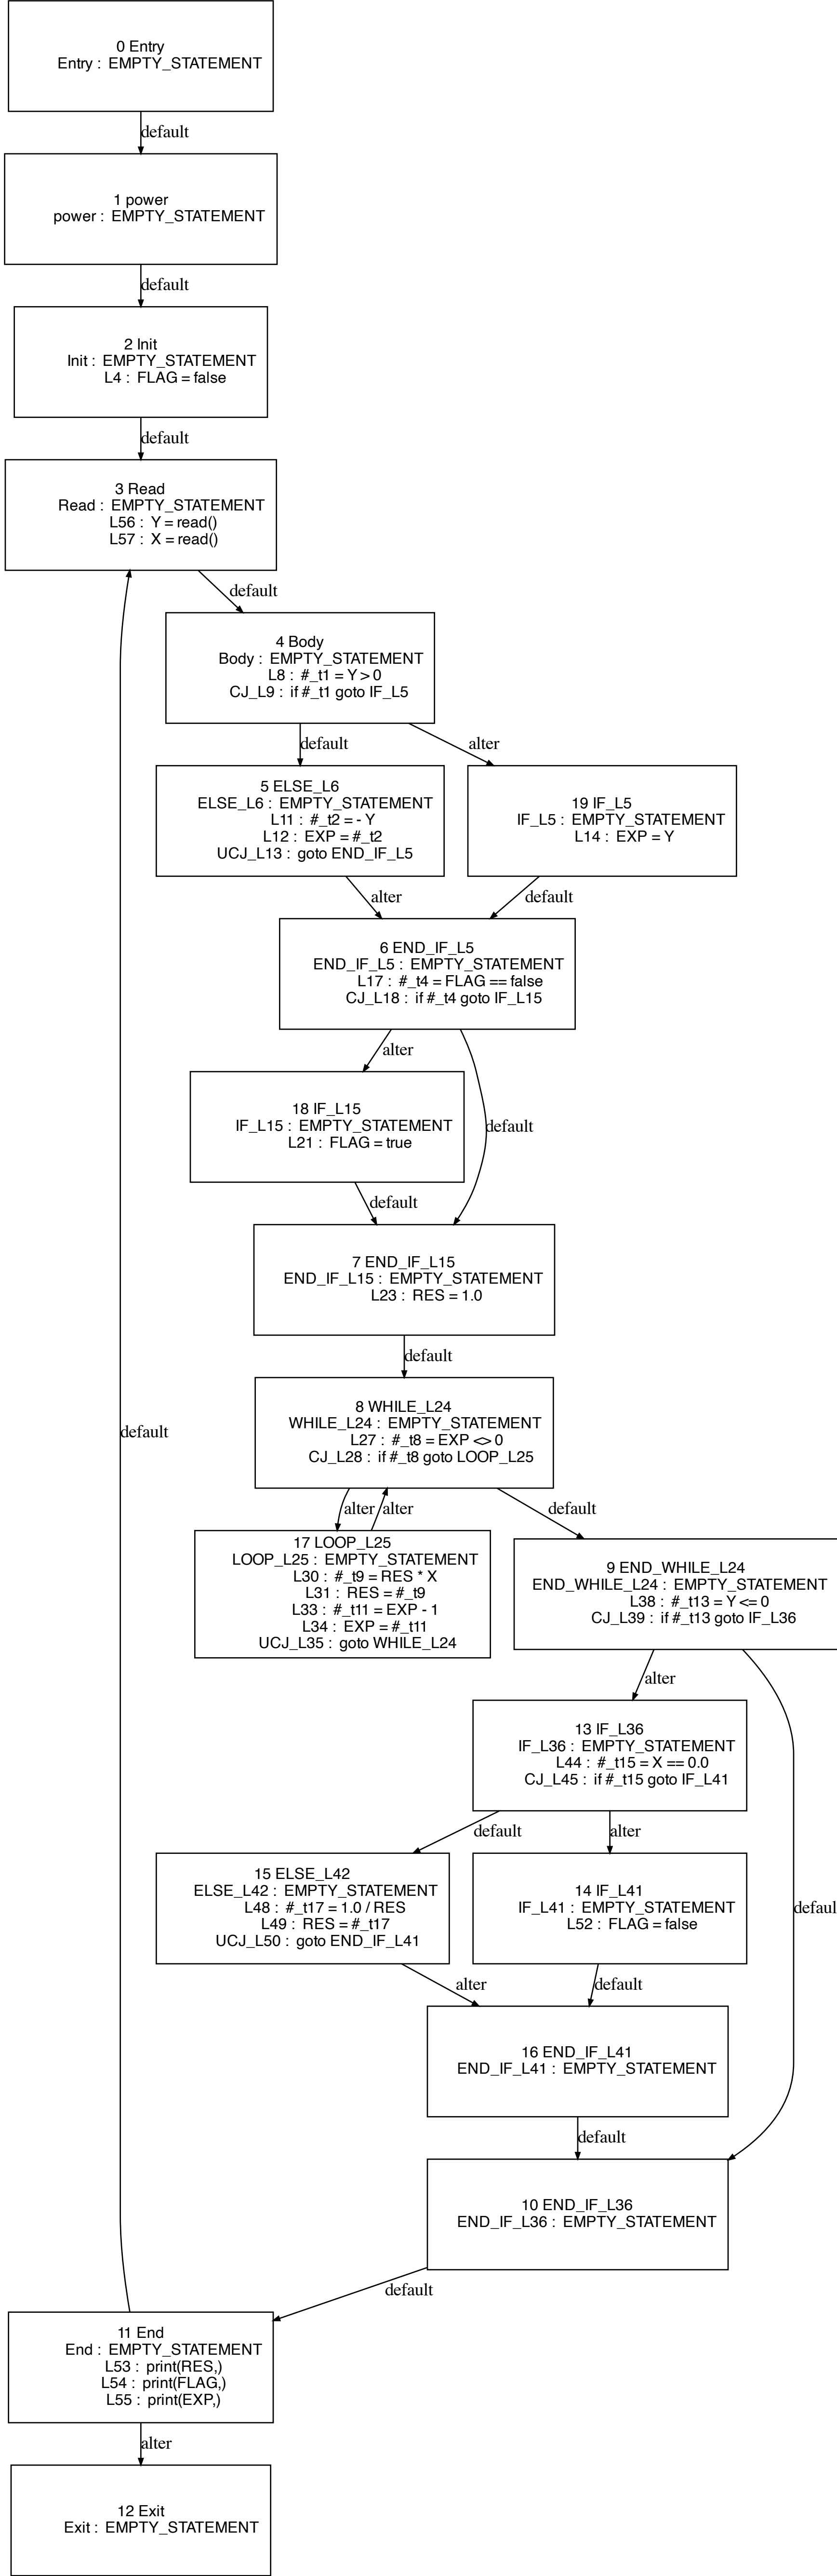 0 Entry
Entry : EMPTY_STATEMENT
default
1 power
power : EMPTY_STATEMENT
default
2 Init
Init : EMPTY_STATEMENT
L4 : FLAG = false
default
3 Read
Read : EMPTY_STATEMENT
L56 : Y = read()
L57 : X = read()
default
4 Body
Body : EMPTY_STATEMENT
L8 : #_t1 = Y > 0
CJ_L9 : if #_t1 goto IF_L5
default
alter
5 ELSE_L6
ELSE_L6 : EMPTY_STATEMENT
L11 : #_t2 = - Y
L12 : EXP = #_t2
UCJ_L13 : goto END_IF_L5
19 IF_L5
IF_L5 : EMPTY_STATEMENT
L14 : EXP = Y
alter
default
6 END_IF_L5
END_IF_L5 : EMPTY_STATEMENT
L17 : #_t4 = FLAG == false
CJ_L18 : if #_t4 goto IF_L15
alter
18 IF_L15
IF_L15 : EMPTY_STATEMENT
L21 : FLAG = true
default
default
7 END_IF_L15
END_IF_L15 : EMPTY_STATEMENT
L23 : RES = 1.0
default
8 WHILE_L24
WHILE_L24 : EMPTY_STATEMENT
L27 : #_t8 = EXP <> 0
CJ_L28 : if #_t8 goto LOOP_L25
default
alter
alter
default
17 LOOP_L25
LOOP_L25 : EMPTY_STATEMENT
L30 : #_t9 = RES * X
L31 : RES = #_t9
L33 : #_t11 = EXP - 1
L34 : EXP = #_t11
UCJ_L35 : goto WHILE_L24
9 END_WHILE_L24
END_WHILE_L24 : EMPTY_STATEMENT
L38 : #_t13 = Y <= 0
CJ_L39 : if #_t13 goto IF_L36
alter
13 IF_L36
IF_L36 : EMPTY_STATEMENT
L44 : #_t15 = X == 0.0
CJ_L45 : if #_t15 goto IF_L41
default
alter
15 ELSE_L42
ELSE_L42 : EMPTY_STATEMENT
L48 : #_t17 = 1.0 / RES
L49 : RES = #_t17
UCJ_L50 : goto END_IF_L41
14 IF_L41
IF_L41 : EMPTY_STATEMENT
L52 : FLAG = false
defaul
alter
default
16 END_IF_L41
END_IF_L41 : EMPTY_STATEMENT
default
10 END_IF_L36
END_IF_L36 : EMPTY_STATEMENT
default
11 End
End : EMPTY_STATEMENT
L53 : print(RES,)
L54 : print(FLAG,)
L55 : print(EXP,)
alter
12 Exit
Exit : EMPTY_STATEMENT